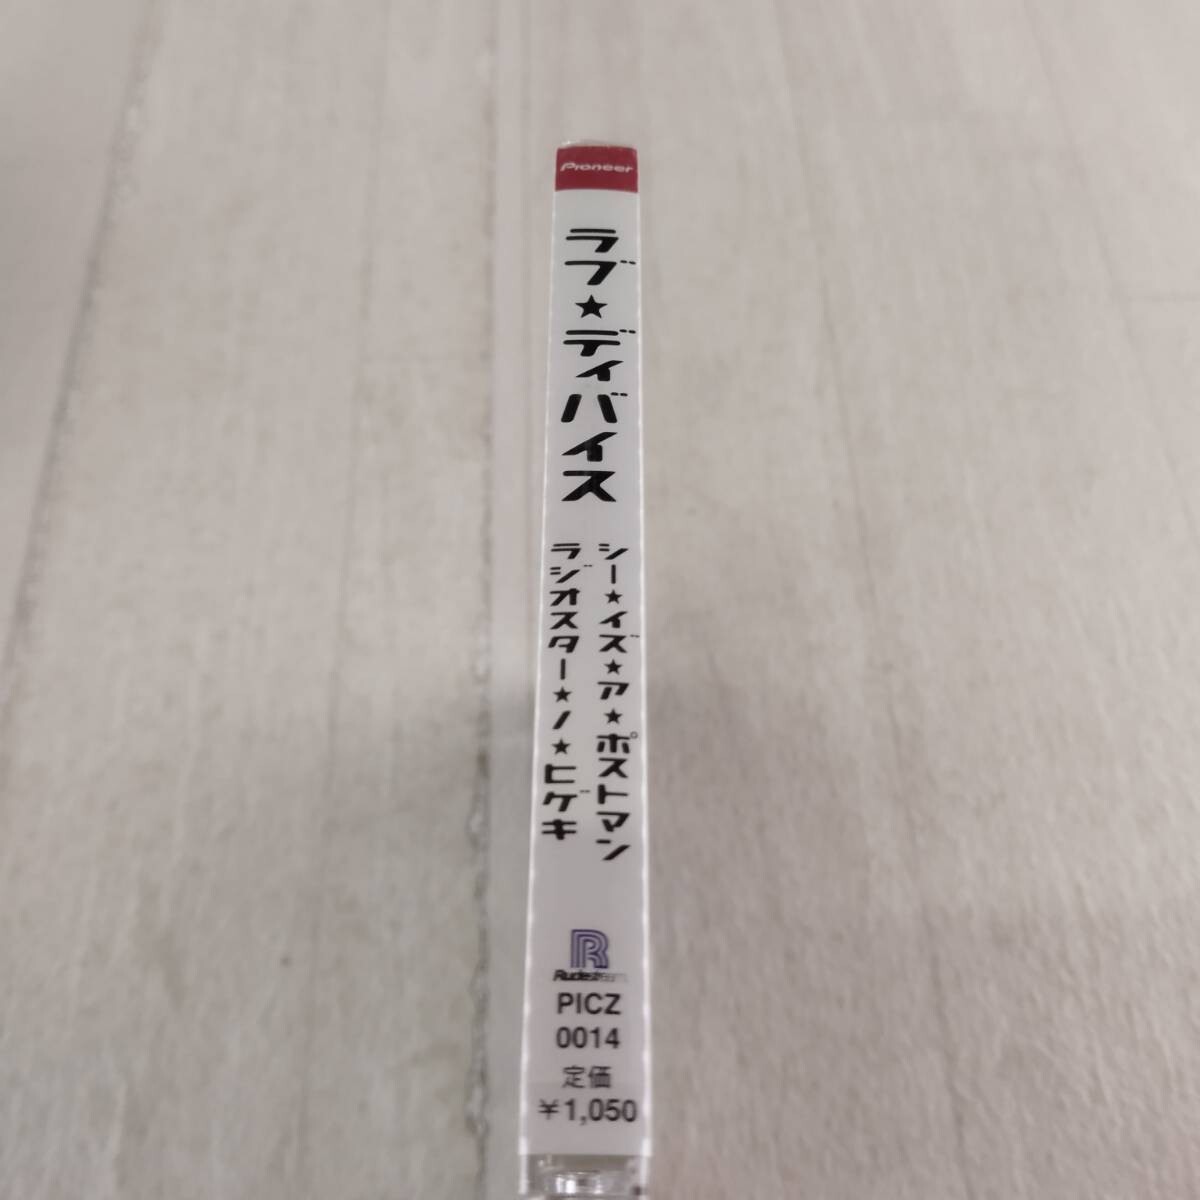 Pioneer
ラブ★ディバイス
シー★イズ★ア★ポストマン
ラジオスター★ノ★ヒゲキ
R
Rudestream
PICZ
0014
定価
￥1,050